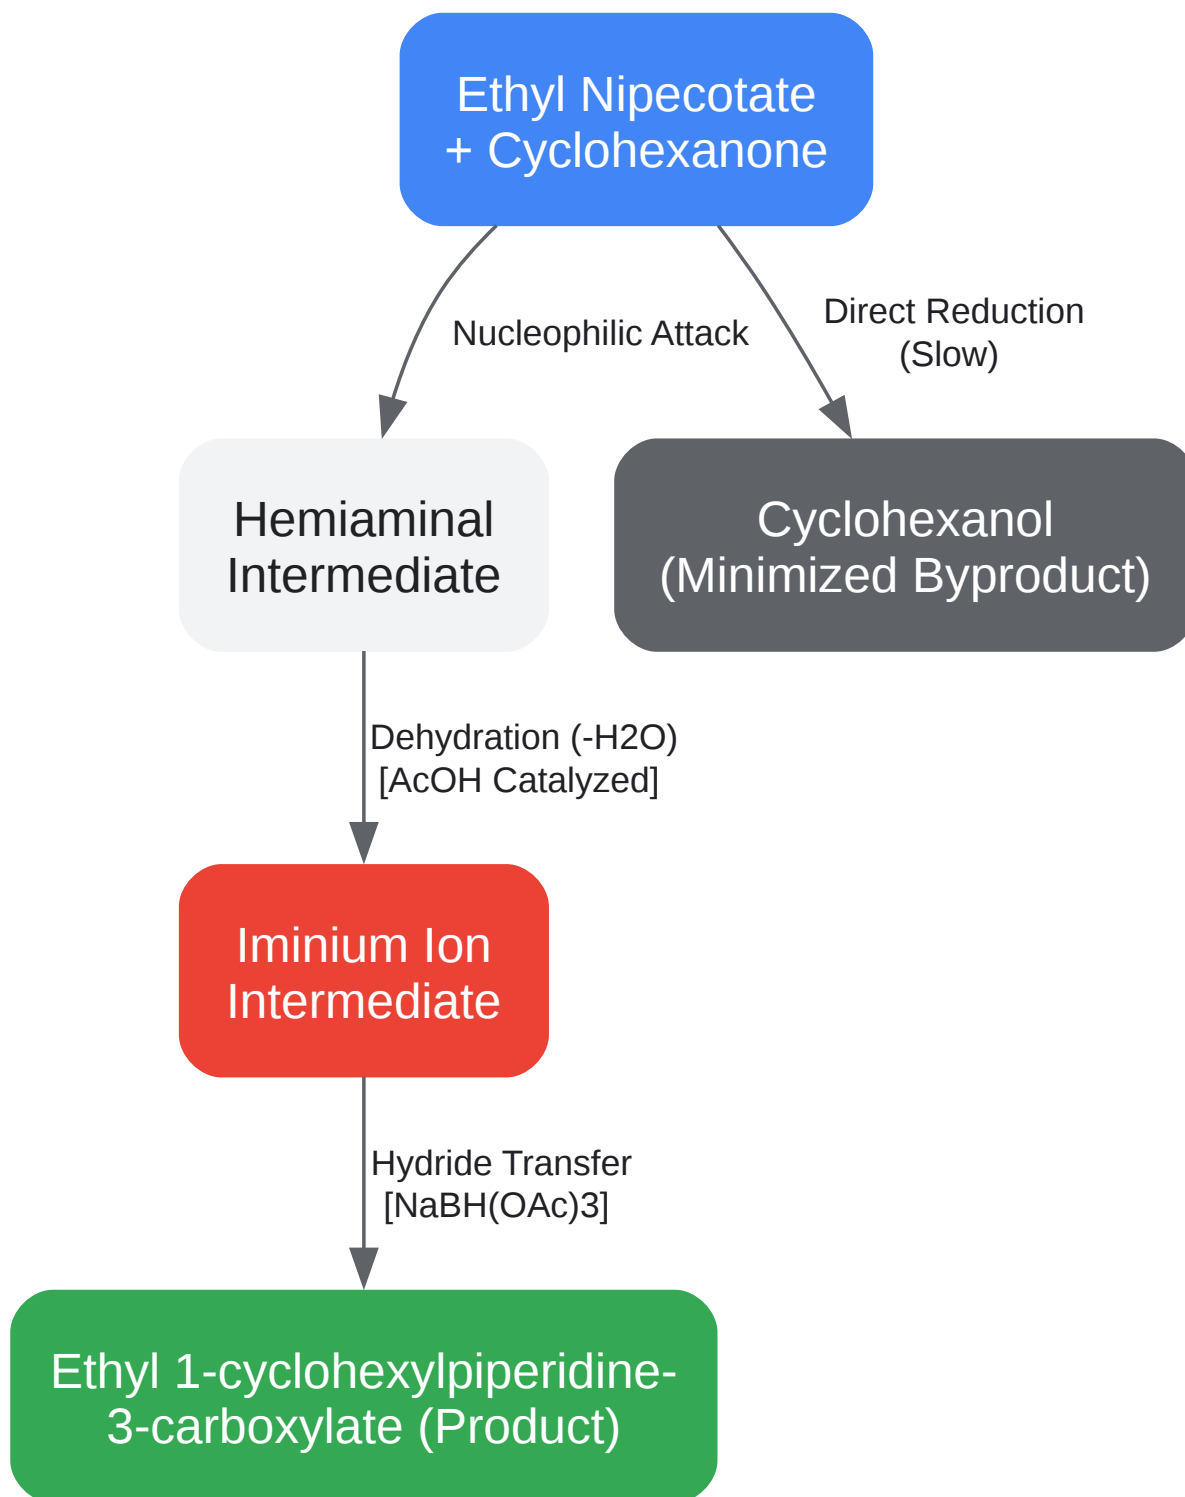 Ethyl Nipecotate
+ Cyclohexanone
Nucleophilic Attack
Direct Reduction
(Slow)
Hemiaminal
Intermediate
Cyclohexanol
(Minimized Byproduct)
Dehydration (-H2O)
[AcOH Catalyzed]
Iminium Ion
Intermediate
Hydride Transfer
[NaBH(OAc)3]
Ethyl 1-cyclohexylpiperidine-
3-carboxylate (Product)